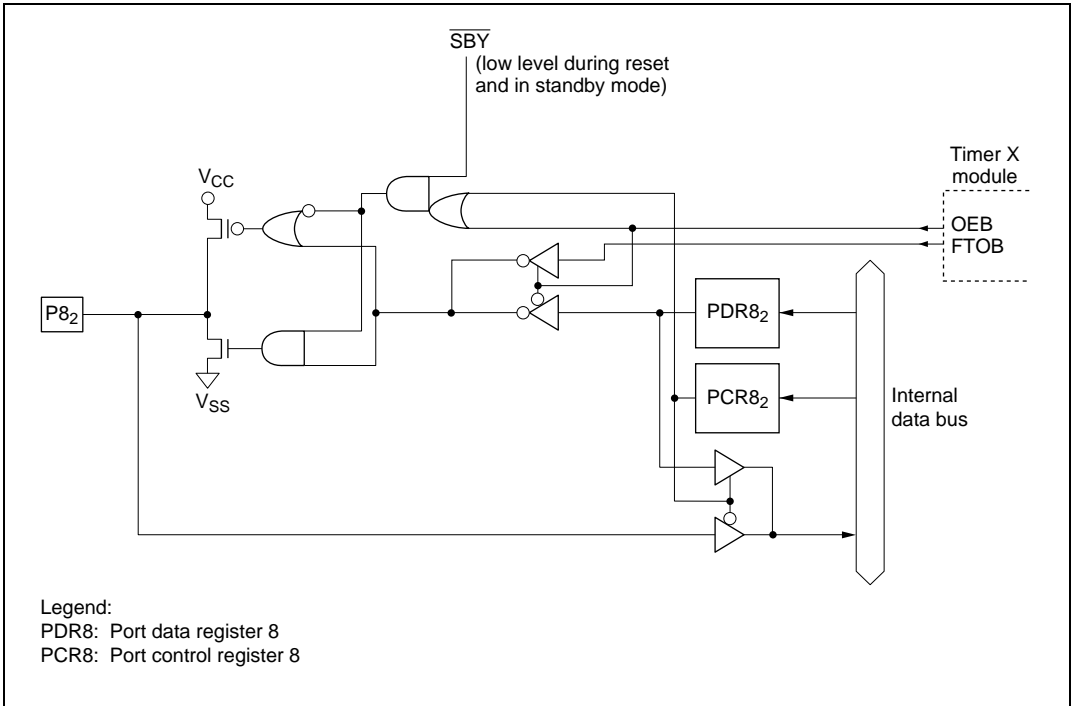 SBY
(low level during reset
and in standby mode)
Timer X
module
VCC
OEB
FTOB
P82
PDR82
PCR82
VSS
Internal
data bus
Legend:
PDR8: Port data register 8
PCR8: Port control register 8